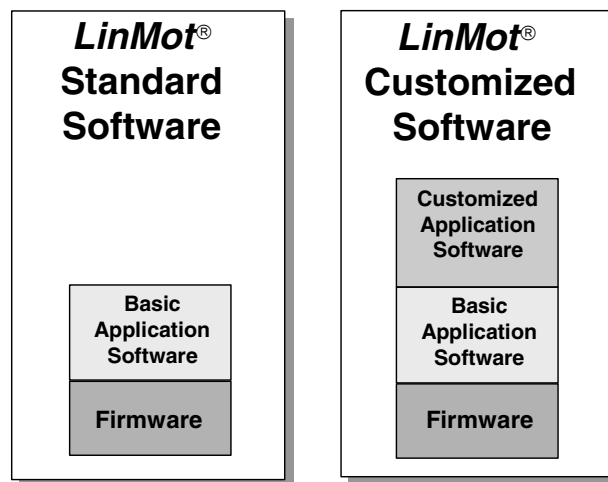 LinMot®
Standard
Software
Basic
Application
Software
Firmware
LinMot®
Customized
Software
Customized
Application
Software
Basic
Application
Software
Firmware